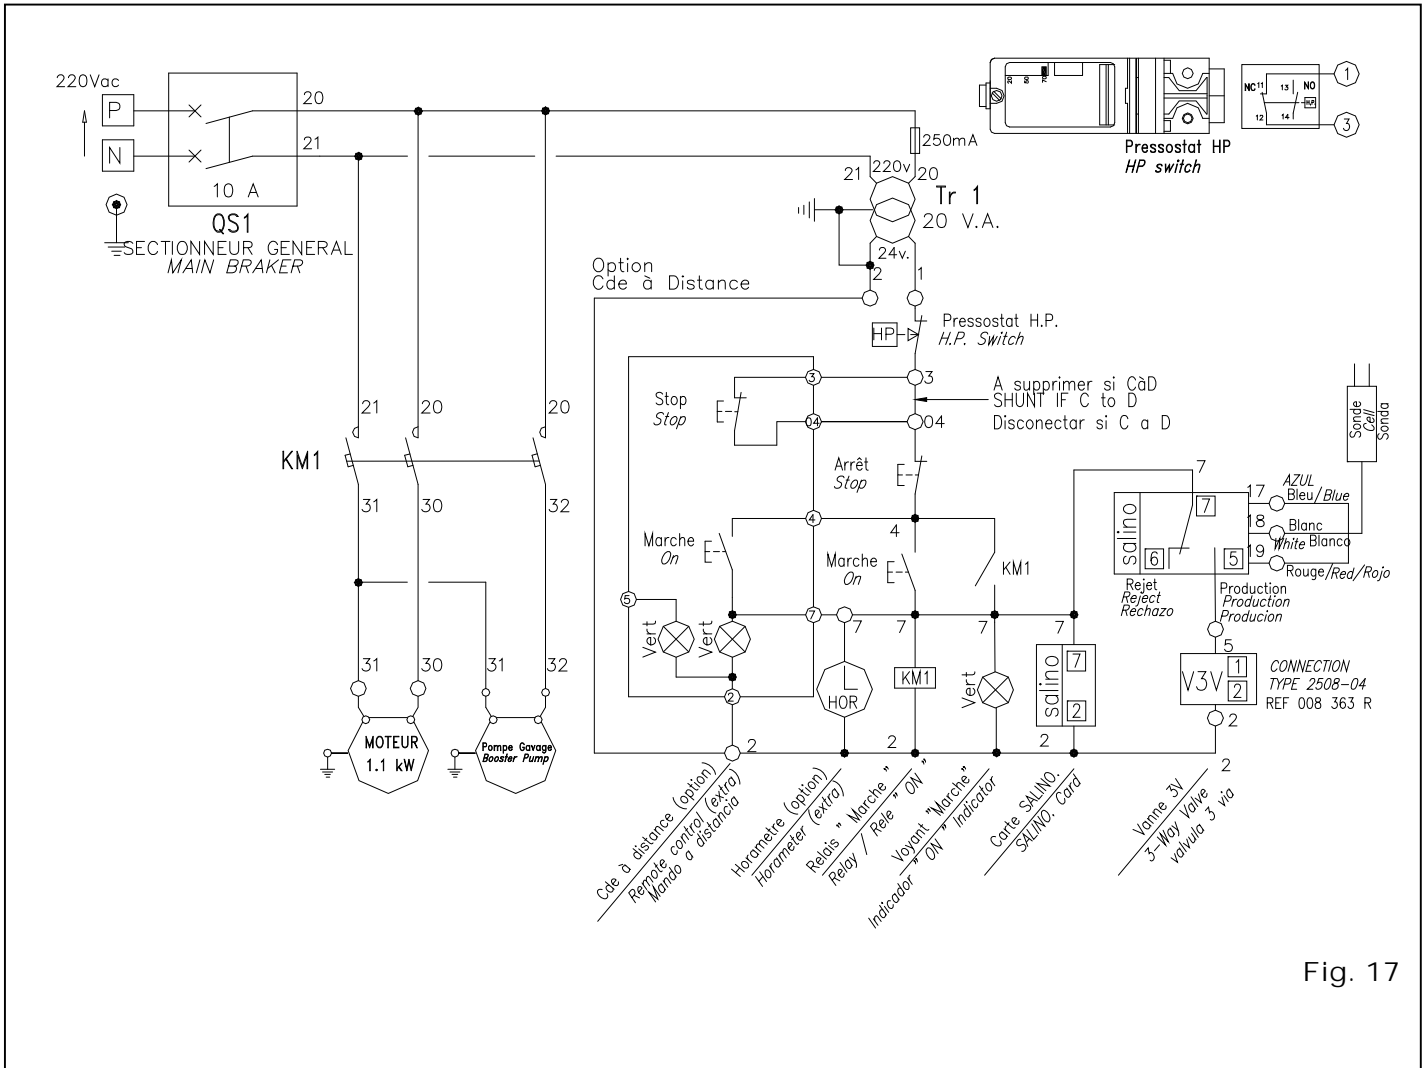 220Vac
P
N
20
21
10 A
QS1
SECTIONNEUR GENERAL
MAIN BRAKER
250mA
21
220v
20
Tr 1
20 V.A.
24v.
2
1
20
50
NC
11
12
13
14
NO
H.P.
1
3
Pressostat HP
HP switch
Option
Cde à Distance
HP
Pressostat H.P.
H.P. Switch
3
3
A supprimer si CàD
SHUNT IF C to D
Disconectar si C a D
04
04
Stop
Stop
21
20
20
KM1
31
30
32
Arrêt
Stop
4
4
Marche
On
Marche
On
KM1
5
7
7
7
7
7
Vert
Vert
2
HOR
KM1
Vert
salino
7
2
2
2
2
7
salino
7
6
5
17
18
19
AZUL
Bleu/Blue
Blanc
White Blanco
Rouge/Red/Rojo
Sonde
Cell
Sonda
Rejet
Reject
Rechazo
Production
Production
Producion
5
V3V
1
2
2
2
CONNECTION
TYPE 2508-04
REF 008 363 R
31
30
31
32
MOTEUR
1.1 kW
Pompe Gavage
Booster Pump
Cde à distance (option)
Remote control (extra)
Mando a distancia
Horametre (option)
Horameter (extra)
Relais " Marche "
Relay / Rele " ON "
Voyant "Marche"
Indicador " ON " Indicator
Carte SALINO.
SALINO. Card
Vanne 3V
3-Way Valve
valvula 3 via
Fig. 17